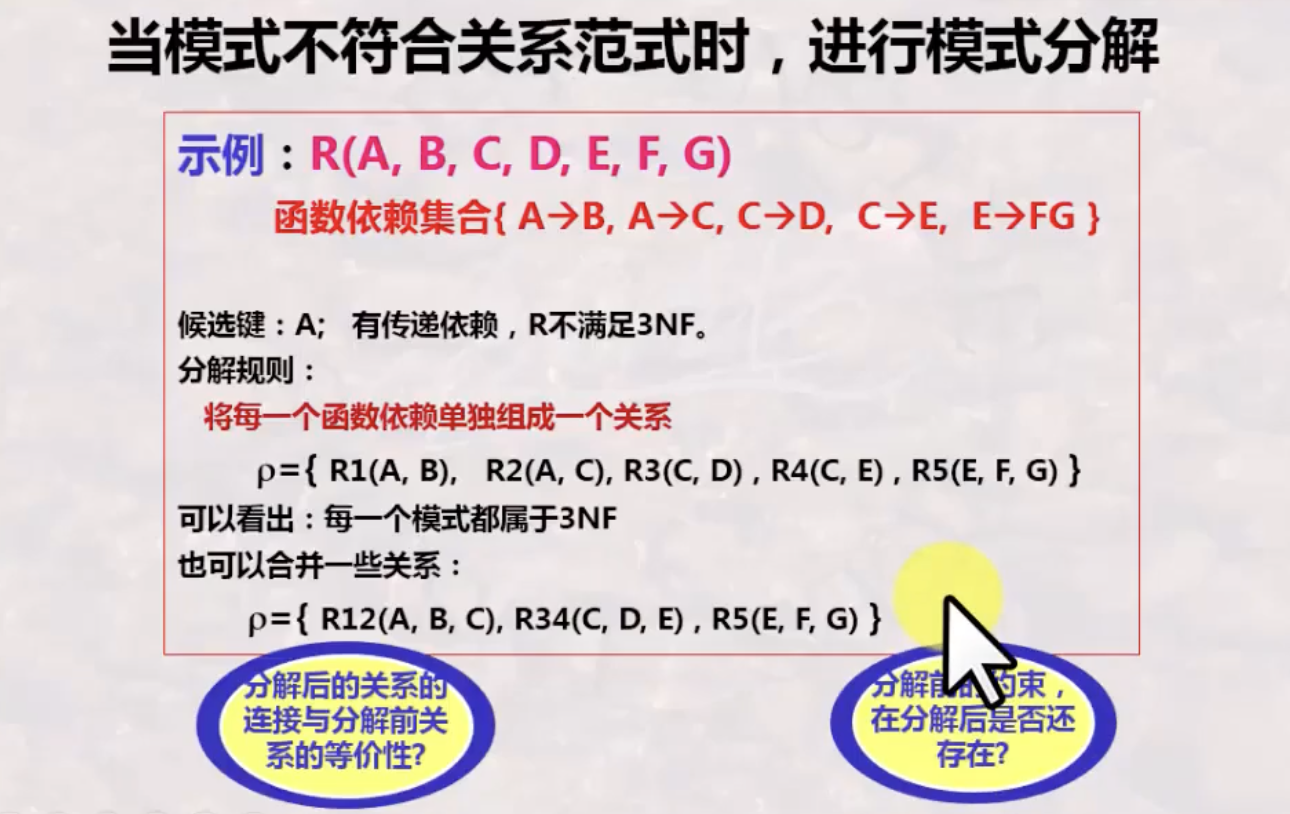 当模式不符合关系范式时，进行模式分解
示例：R(A, B, C, D, E, F, G)
函数依赖集合{ A→B, A→C, C→D, C→E, E→FG }
候选键：A; 有传递依赖，R不满足3NF。
分解规则：
将每一个函数依赖单独组成一个关系
ρ={ R1(A, B), R2(A, C), R3(C, D) , R4(C, E) , R5(E, F, G) }
可以看出：每一个模式都属于3NF
也可以合并一些关系：
ρ={ R12(A, B, C), R34(C, D, E) , R5(E, F, G) }
分解后的关系的
连接与分解前关
系的等价性?
分解前的约束，
在分解后是否还
存在?